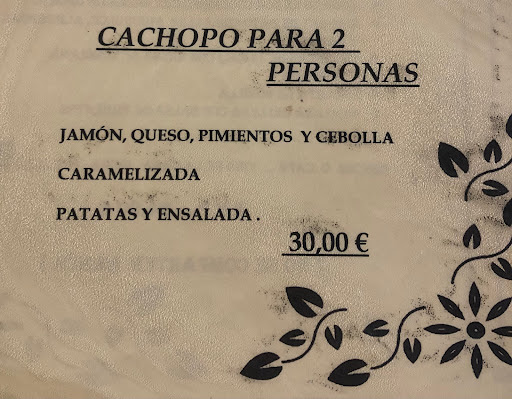 CACHOPO PARA 2
PERSONAS
JAMÓN, QUESO, PIMIENTOS Y CEBOLLA
CARAMELIZADA
PATATAS Y ENSALADA .
30,00 €